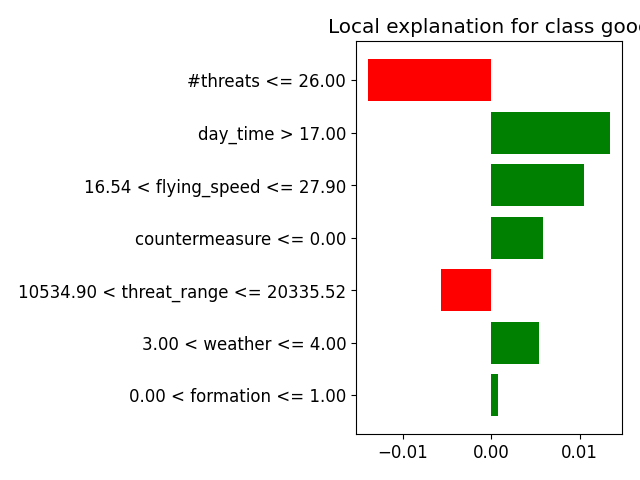 Local explanation for class goo
#threats <= 26.00
day_time > 17.00
16.54 < flying_speed <= 27.90
countermeasure <= 0.00
10534.90 < threat_range <= 20335.52
3.00 < weather <= 4.00
0.00 < formation <= 1.00
−0.01 0.00 0.01